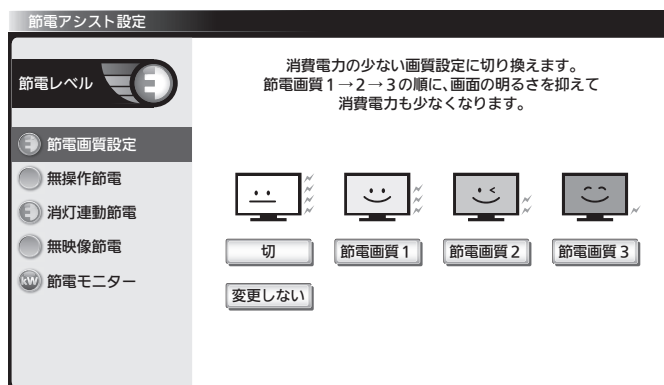 節電アシスト設定
節電レベル
E
消費電力の少ない画質設定に切り換えます。
節電画質1→2→3の順に、画面の明るさを抑えて
消費電力も少なくなります。
E 節電画質設定
無操作節電
E 消灯連動節電
無映像節電
kW 節電モニター
切
節電画質1
節電画質2
節電画質3
変更しない